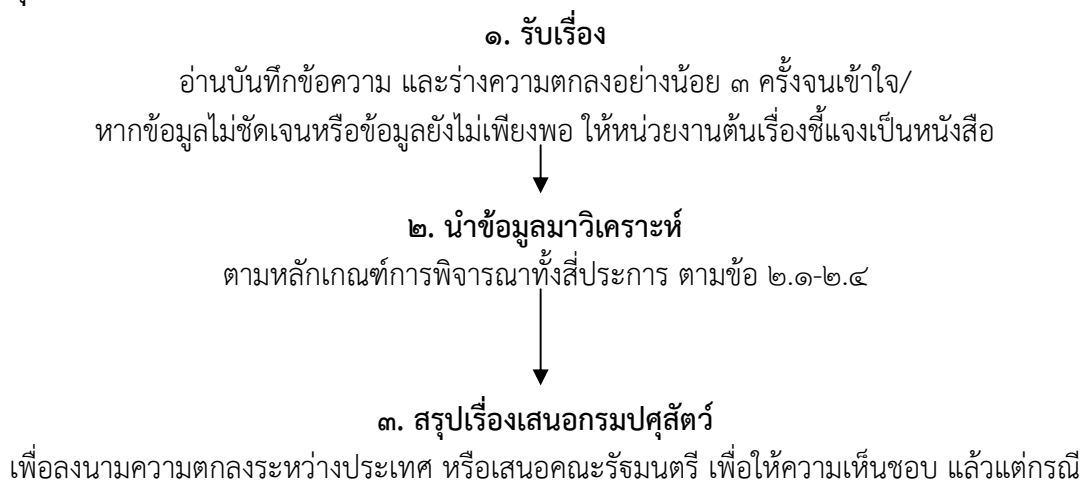 ๑. รับเรื่อง
อ่านบันทึกข้อความ และร่างความตกลงอย่างน้อย ๓ ครั้งจนเข้าใจ/
หากข้อมูลไม่ชัดเจนหรือข้อมูลยังไม่เพียงพอ ให้หน่วยงานต้นเรื่องชี้แจงเป็นหนังสือ
๒. นำข้อมูลมาวิเคราะห์
ตามหลักเกณฑ์การพิจารณาทั้งสี่ประการ ตามข้อ ๒.๑-๒.๔
๓. สรุปเรื่องเสนอกรมปศุสัตว์
เพื่อลงนามความตกลงระหว่างประเทศ หรือเสนอคณะรัฐมนตรี เพื่อให้ความเห็นชอบ แล้วแต่กรณี